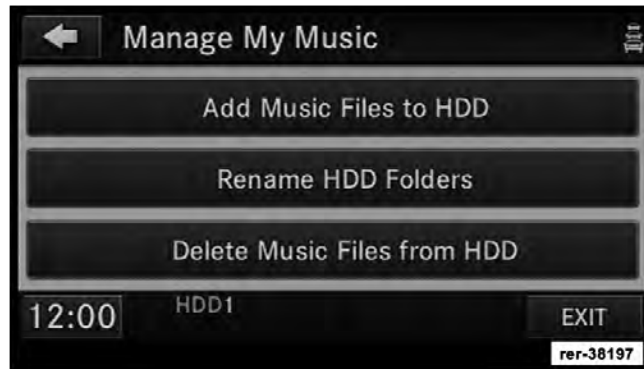 Manage My Music
Add Music Files to HDD
Rename HDD Folders
Delete Music Files from HDD
12:00 HDD1 EXIT
rer-38197